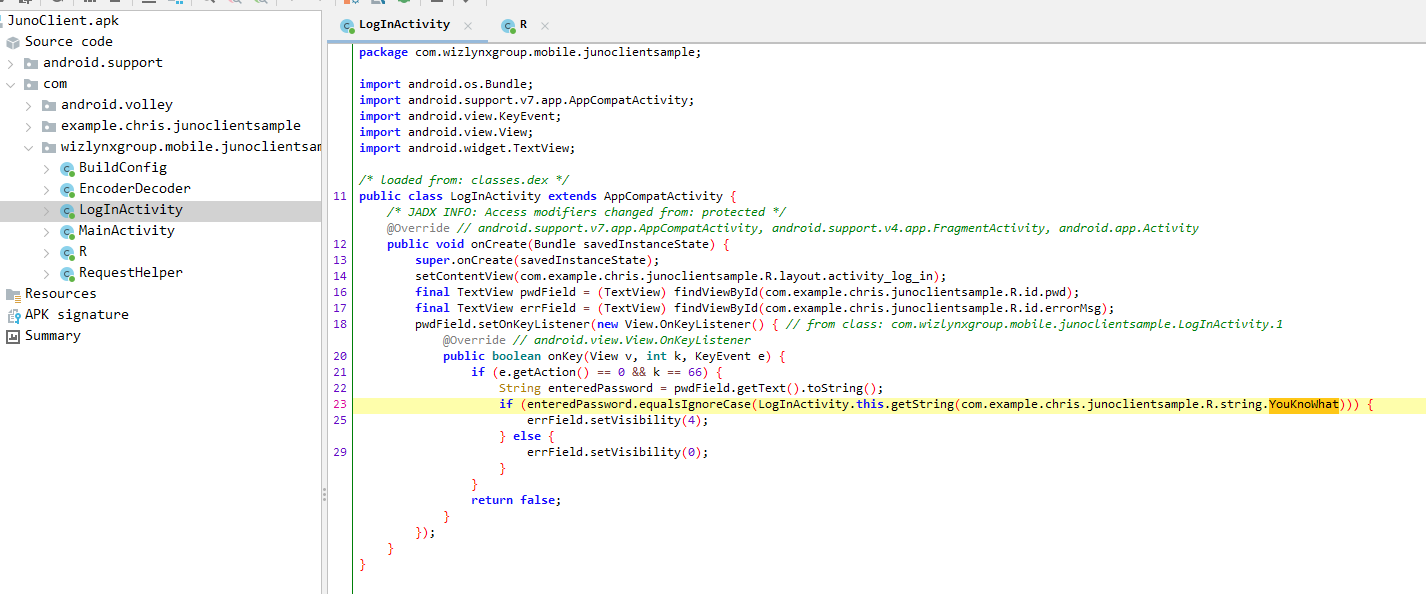 JunoClient.apk
Source code
android.support
com
android.volley
example.chris.junoclientsample
wizlynxgroup.mobile.junoclientsam
BuildConfig
EncoderDecoder
LogInActivity
MainActivity
R
RequestHelper
Resources
APK signature
Summary
LogInActivity
R
package com.wizlynxgroup.mobile.junoclientsample;
import android.os.Bundle;
import android.support.v7.app.AppCompatActivity;
import android.view.KeyEvent;
import android.view.View;
import android.widget.TextView;
/* loaded from: classes.dex */
11 public class LogInActivity extends AppCompatActivity {
/* JADX INFO: Access modifiers changed from: protected */
@Override // android.support.v7.app.AppCompatActivity, android.support.v4.app.FragmentActivity, android.app.Activity
12 public void onCreate(Bundle savedInstanceState) {
13 super.onCreate(savedInstanceState);
14 setContentView(com.example.chris.junoclientsample.R.layout.activity_log_in);
16 final TextView pwdField = (TextView) findViewById(com.example.chris.junoclientsample.R.id.pwd);
17 final TextView errField = (TextView) findViewById(com.example.chris.junoclientsample.R.id.errorMsg);
18 pwdField.setOnKeyListener(new View.OnKeyListener() { // from class: com.wizlynxgroup.mobile.junoclientsample.LogInActivity.1
@Override // android.view.View.OnKeyListener
20 public boolean onKey(View v, int k, KeyEvent e) {
21 if (e.getAction() == 0 && k == 66) {
22 String enteredPassword = pwdField.getText().toString();
23 if (enteredPassword.equalsIgnoreCase(LogInActivity.this.getString(com.example.chris.junoclientsample.R.string.YouKnoWhat))) {
25 errField.setVisibility(4);
} else {
29 errField.setVisibility(0);
}
}
return false;
}
});
}
}